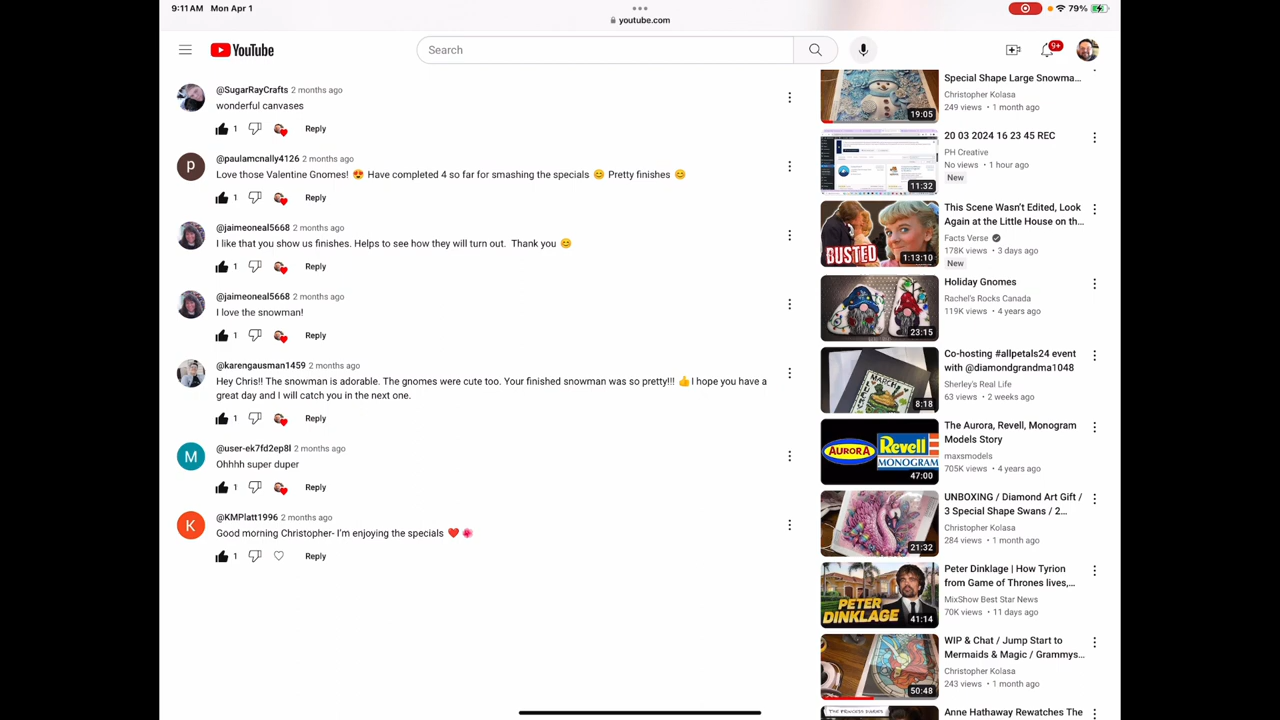 9:11 AM Mon Apr 1
youtube.com
79%
YouTube
Search
9+
@SugarRayCrafts 2 months ago
wonderful canvases
1 Reply
p
@paulamcnally4126 2 months ago
Love those Valentine Gnomes! 😍 Have completed 4 so far for smashing the specials 😊 Pretty finishes 😊
1 Reply
@jaimeoneal5668 2 months ago
I like that you show us finishes. Helps to see how they will turn out. Thank you 😊
1 Reply
@jaimeoneal5668 2 months ago
I love the snowman!
1 Reply
@karengausman1459 2 months ago
Hey Chris!! The snowman is adorable. The gnomes were cute too. Your finished snowman was so pretty!!! 👍I hope you have a
great day and I will catch you in the next one.
1 Reply
M
@user-ek7fd2ep8l 2 months ago
Ohhhh super duper
1 Reply
K
@KMPlatt1996 2 months ago
Good morning Christopher- I'm enjoying the specials ❤️🌸
1 Reply
Special Shape Large Snowma...
Christopher Kolasa
249 views • 1 month ago
19:05
20 03 2024 16 23 45 REC
PH Creative
No views • 1 hour ago
New
11:32
This Scene Wasn't Edited, Look
Again at the Little House on th...
Facts Verse
178K views • 3 days ago
New
BUSTED
1:13:10
Holiday Gnomes
Rachel's Rocks Canada
119K views • 4 years ago
23:15
Co-hosting #allpetals24 event
with @diamondgrandma1048
Sherley's Real Life
63 views • 2 weeks ago
MARCH
8:18
The Aurora, Revell, Monogram
Models Story
maxsmodels
705K views • 4 years ago
AURORA
Revell
MONOGRAM
47:00
UNBOXING / Diamond Art Gift /
3 Special Shape Swans / 2...
Christopher Kolasa
284 views • 1 month ago
21:32
Peter Dinklage | How Tyrion
from Game of Thrones lives,...
MixShow Best Star News
70K views • 11 days ago
PETER
DINKLAGE
41:14
WIP & Chat / Jump Start to
Mermaids & Magic / Grammys...
Christopher Kolasa
243 views • 1 month ago
50:48
Anne Hathaway Rewatches The
THE PRINCESS DIARIES